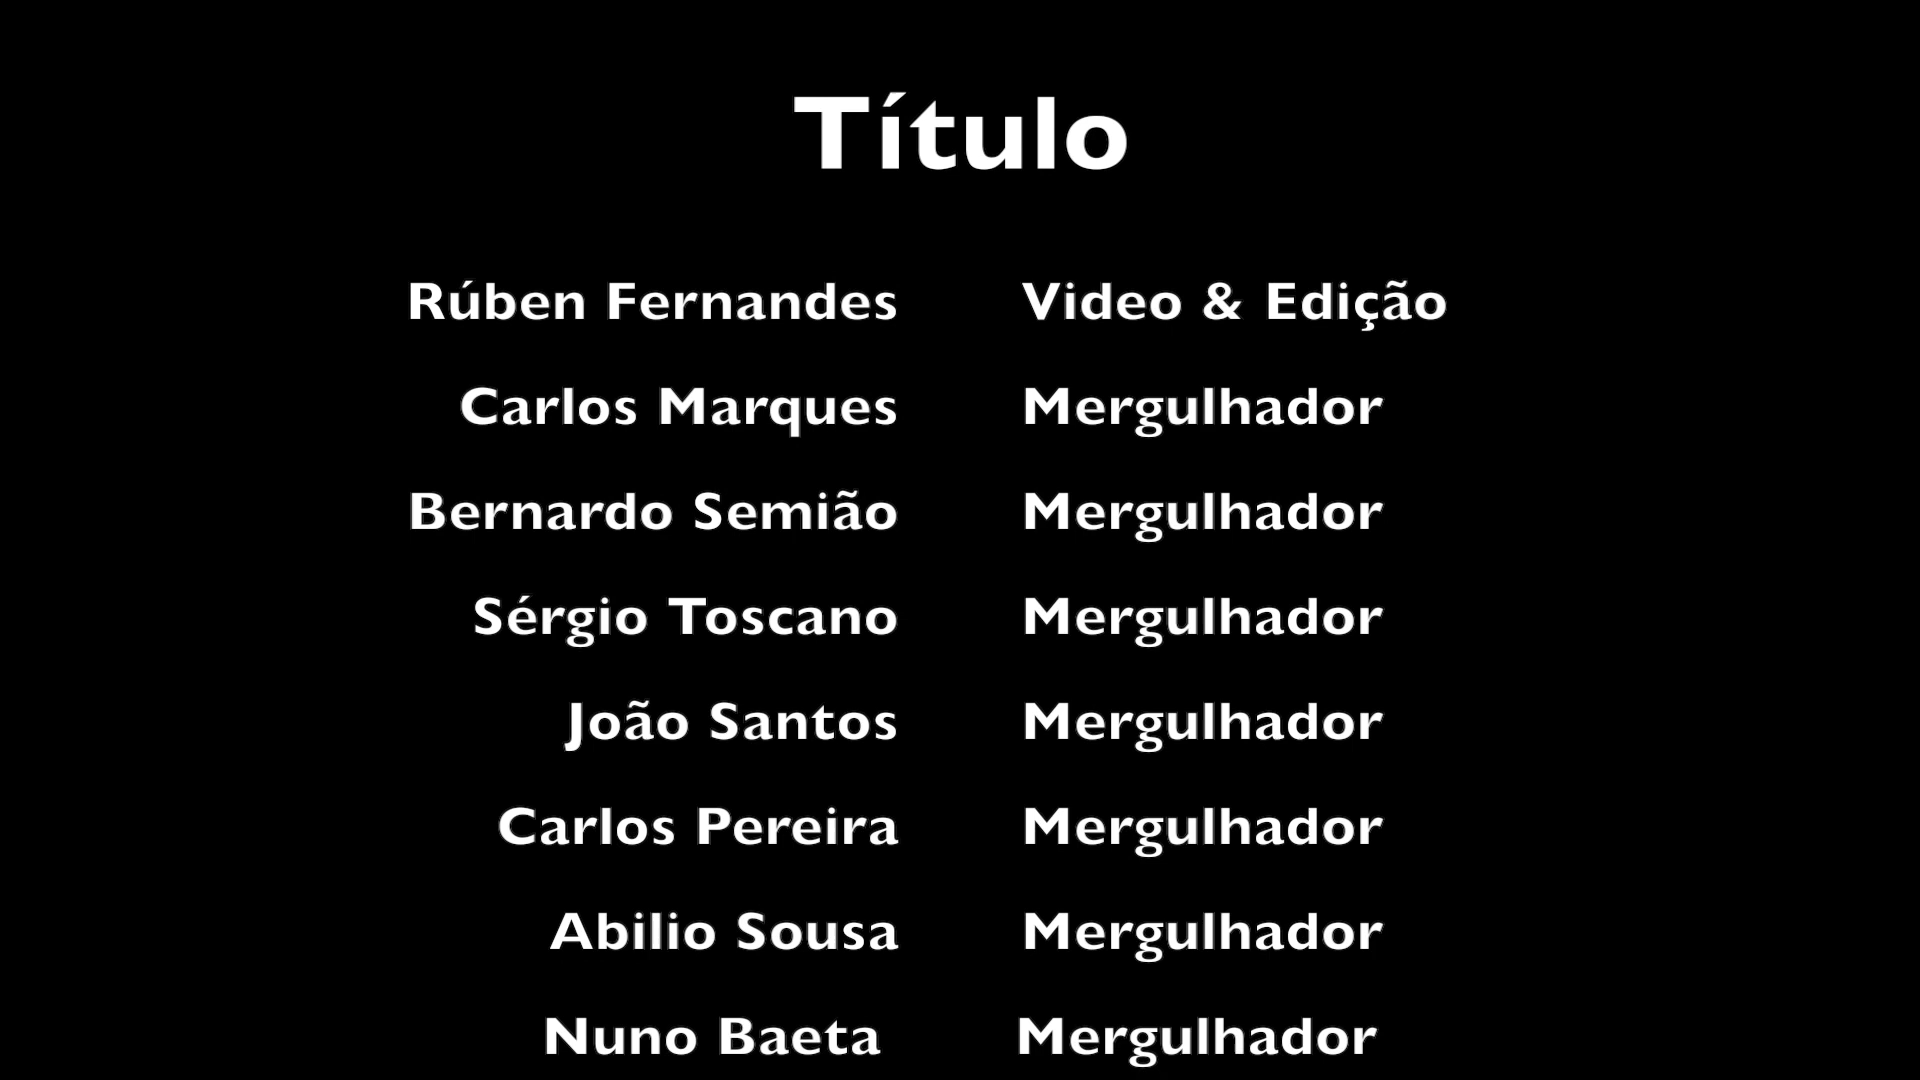 Título
Rúben Fernandes Video & Edição
Carlos Marques Mergulhador
Bernardo Semião Mergulhador
Sérgio Toscano Mergulhador
João Santos Mergulhador
Carlos Pereira Mergulhador
Abilio Sousa Mergulhador
Nuno Baeta Mergulhador